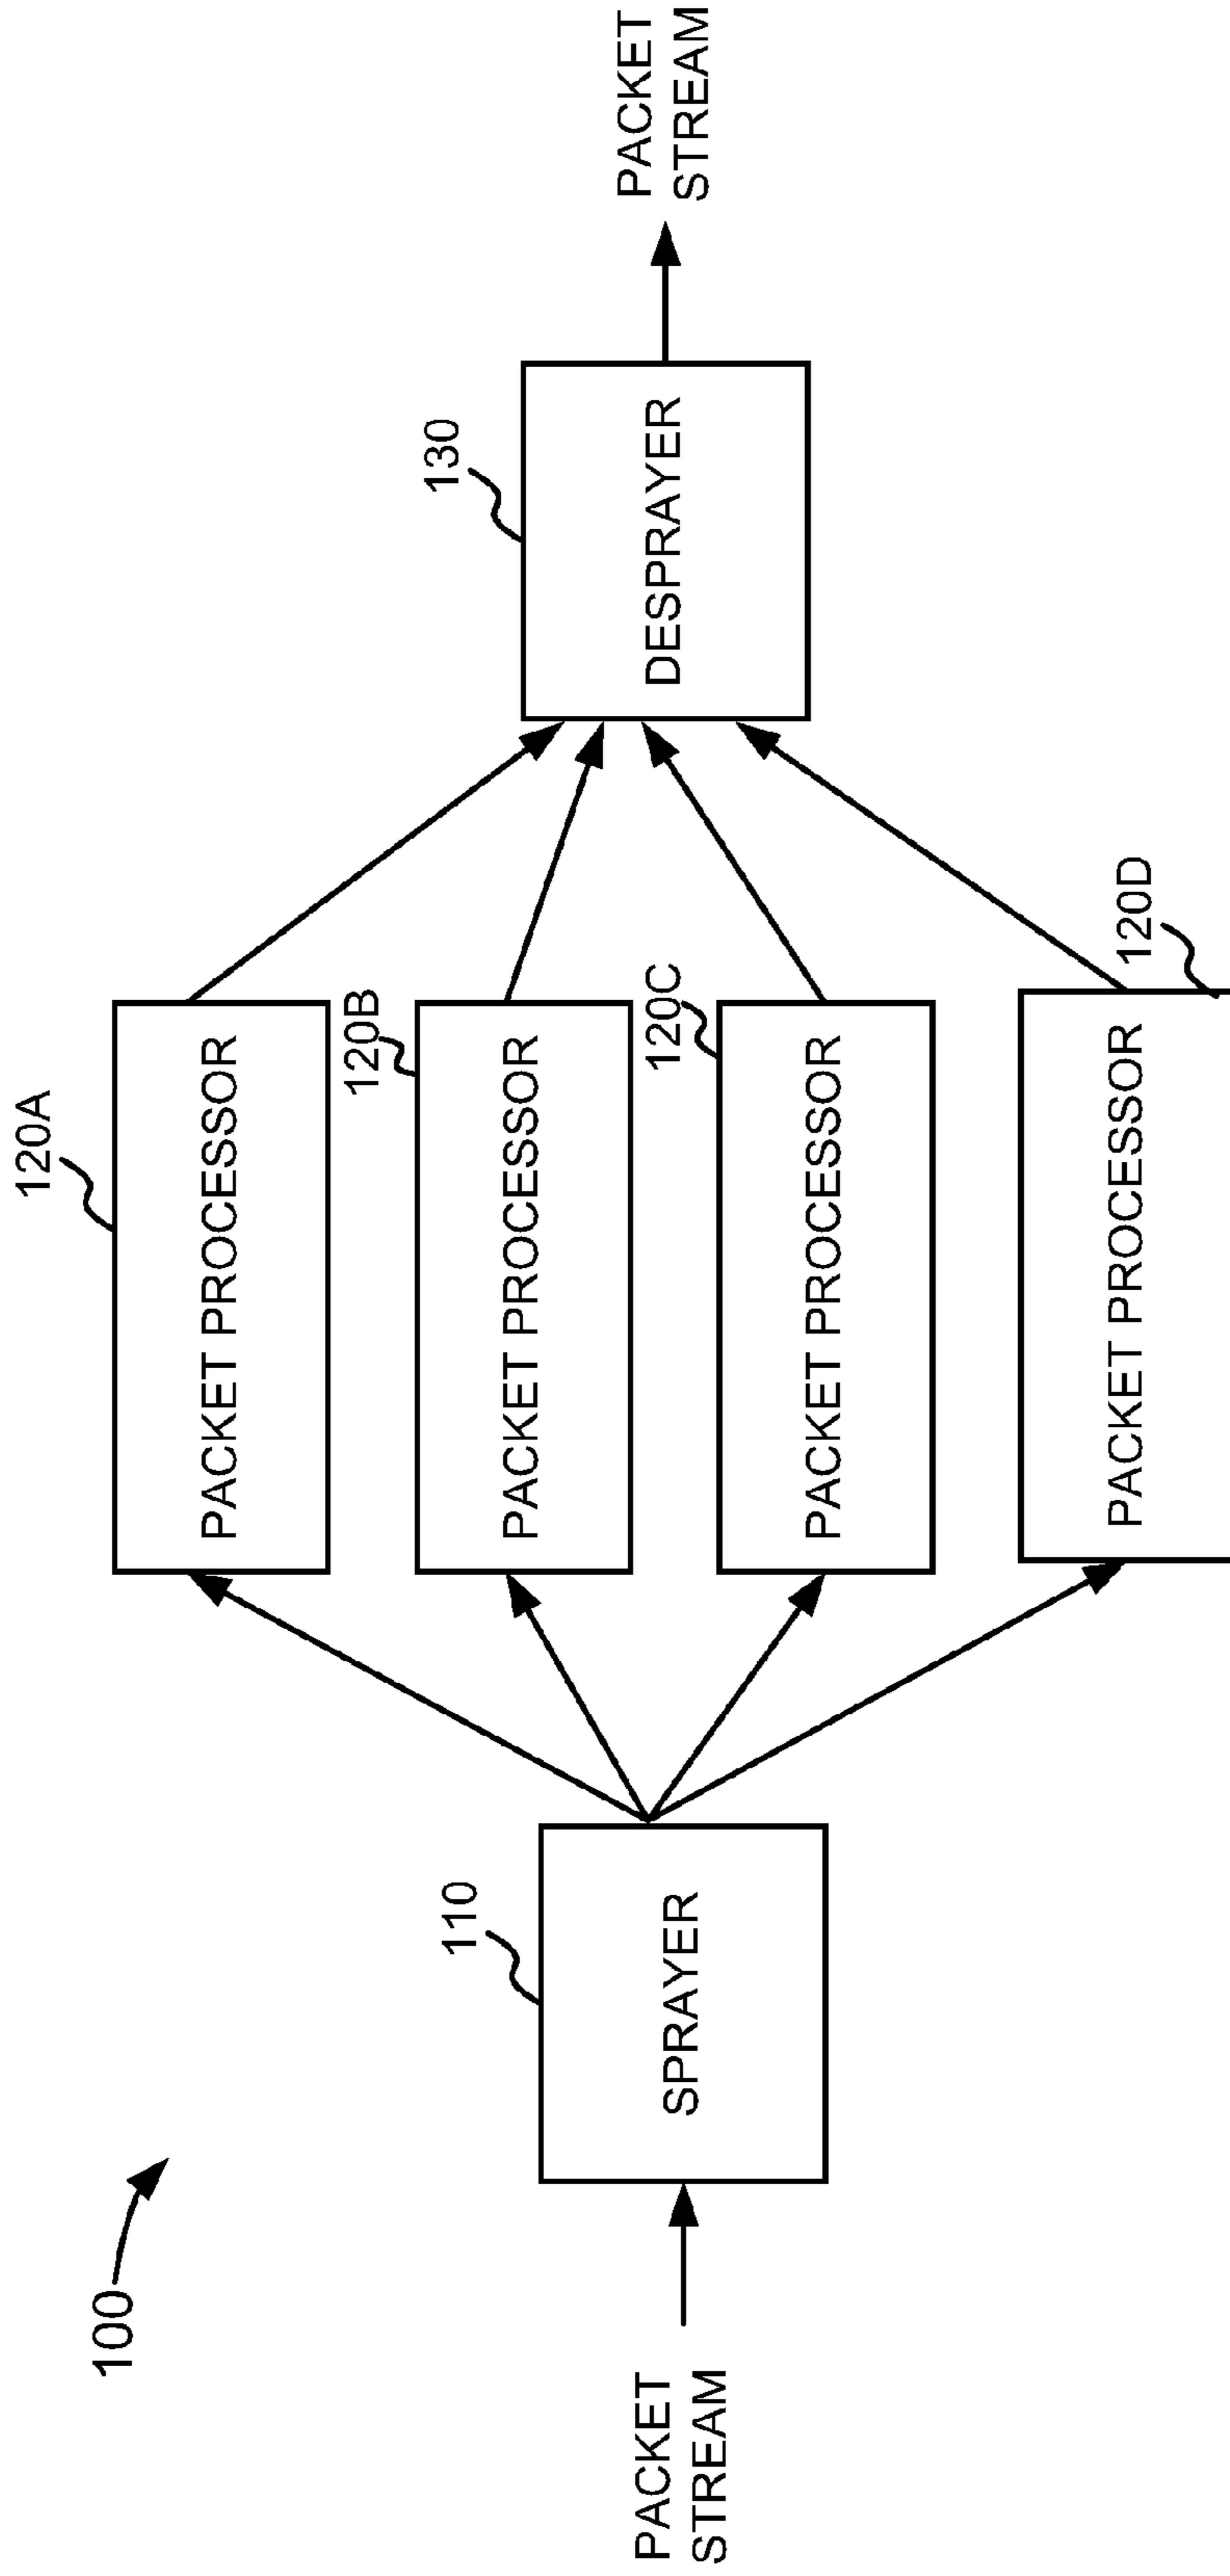 100
PACKET
STREAM
110
SPRAYER
120A
PACKET PROCESSOR
120B
PACKET PROCESSOR
120C
PACKET PROCESSOR
120D
PACKET PROCESSOR
130
DESPRAYER
PACKET
STREAM